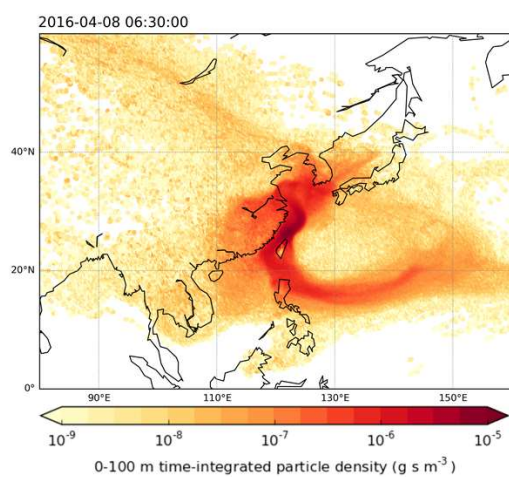 2016-04-08 06:30:00
40°N
20°N
0°
90°E 110°E 130°E 150°E
10⁻⁹ 10⁻⁸ 10⁻⁷ 10⁻⁶ 10⁻⁵
0-100 m time-integrated particle density (g s m⁻³)